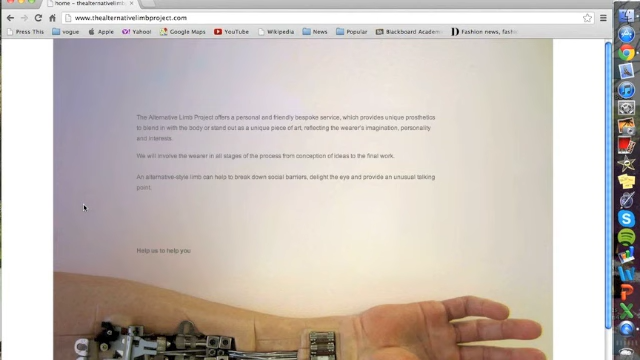 home – thealternativelimbpro
www.thealternativelimbproject.com
Press This vogue Apple Yahoo! Google Maps YouTube Wikipedia News Popular Blackboard Academ Fashion news, fash
The Alternative Limb Project offers a personal and friendly bespoke service, which provides unique prosthetics
to blend in with the body or stand out as a unique piece of art, reflecting the wearer's imagination, personality
and interests.
We will involve the wearer in all stages of the process from conception of ideas to the final work.
An alternative-style limb can help to break down social barriers, delight the eye and provide an unusual talking
point.
Help us to help you